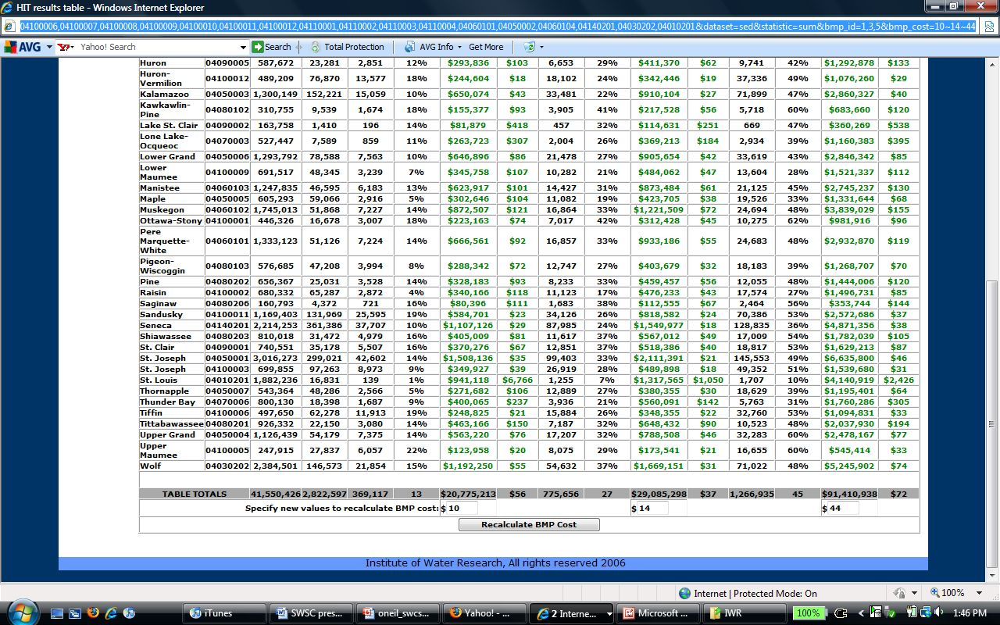 HIT results table - Windows Internet Explorer
04100006,04100007,04100008,04100009,04100010,04100011,04100012,04110001,04110002,04110003,04110004,04060101,04050002,04060104,04140201,04030202,04010201&dataset=sed&statistic=sum&bmp_id=1,3,5&bmp_cost=10~14~44
AVG Yahoo! Search Search Total Protection AVG Info Get More
Huron 04090005 587,672 23,281 2,851 12% $293,836 $103 6,653 29% $411,370 $62 9,741 42% $1,292,878 $133
Huron-
Vermilion 04100012 489,209 76,870 13,577 18% $244,604 $18 18,102 24% $342,446 $19 37,336 49% $1,076,260 $29
Kalamazoo 04050003 1,300,149 152,221 15,059 10% $650,074 $43 33,481 22% $910,104 $27 71,899 47% $2,860,327 $40
Kawkawlin-
Pine 04080102 310,755 9,539 1,674 18% $155,377 $93 3,905 41% $217,528 $56 5,718 60% $683,660 $120
Lake St. Clair 04090002 163,758 1,410 196 14% $81,879 $418 457 32% $114,631 $251 669 47% $360,269 $538
Lone Lake-
Ocqueoc 04070003 527,447 7,589 859 11% $263,723 $307 2,004 26% $369,213 $184 2,934 39% $1,160,383 $395
Lower Grand 04050006 1,293,792 78,588 7,563 10% $646,896 $86 21,478 27% $905,654 $42 33,619 43% $2,846,342 $85
Lower
Maumee 04100009 691,517 48,345 3,239 7% $345,758 $107 10,282 21% $484,062 $47 13,604 28% $1,521,337 $112
Manistee 04060103 1,247,835 46,595 6,183 13% $623,917 $101 14,427 31% $873,484 $61 21,125 45% $2,745,237 $130
Maple 04050005 605,293 59,066 2,916 5% $302,646 $104 11,082 19% $423,705 $38 19,526 33% $1,331,644 $68
Muskegon 04060102 1,745,013 51,868 7,227 14% $872,507 $121 16,864 33% $1,221,509 $72 24,694 48% $3,839,029 $155
Ottawa-Stony 04100001 446,326 16,678 3,007 18% $223,163 $74 7,017 42% $312,428 $45 10,275 62% $981,916 $96
Pere
Marquette-
White 04060101 1,333,123 51,126 7,224 14% $666,561 $92 16,857 33% $933,186 $55 24,683 48% $2,932,870 $119
Pigeon-
Wiscoggin 04080103 576,685 47,208 3,994 8% $288,342 $72 12,747 27% $403,679 $32 18,183 39% $1,268,707 $70
Pine 04080202 656,367 25,031 3,528 14% $328,183 $93 8,233 33% $459,457 $56 12,055 48% $1,444,006 $120
Raisin 04100002 680,332 65,287 2,872 4% $340,166 $118 11,123 17% $476,233 $43 17,574 27% $1,496,731 $85
Saginaw 04080206 160,793 4,372 721 16% $80,396 $111 1,683 38% $112,555 $67 2,464 56% $353,744 $144
Sandusky 04100011 1,169,403 131,969 25,595 19% $584,701 $23 34,126 26% $818,582 $24 70,386 53% $2,572,686 $37
Seneca 04140201 2,214,253 361,386 37,707 10% $1,107,126 $29 87,985 24% $1,549,977 $18 128,835 36% $4,871,356 $38
Shiawassee 04080203 810,018 31,472 4,979 16% $405,009 $81 11,617 37% $567,012 $49 17,009 54% $1,782,039 $105
St. Clair 04090001 740,551 35,178 5,507 16% $370,276 $67 12,851 37% $518,386 $40 18,817 53% $1,629,213 $87
St. Joseph 04050001 3,016,273 299,021 42,602 14% $1,508,136 $35 99,403 33% $2,111,391 $21 145,553 49% $6,635,800 $46
St. Joseph 04100003 699,855 97,263 8,973 9% $349,927 $39 26,919 28% $489,898 $18 49,352 51% $1,539,680 $31
St. Louis 04010201 1,882,236 16,831 139 1% $941,118 $6,766 1,255 7% $1,317,565 $1,050 1,707 10% $4,140,919 $2,426
Thornapple 04050007 543,364 48,286 2,566 5% $271,682 $106 12,889 27% $380,355 $30 18,629 39% $1,195,401 $64
Thunder Bay 04070006 800,130 18,398 1,687 9% $400,065 $237 3,936 21% $560,091 $142 5,763 31% $1,760,286 $305
Tiffin 04100006 497,650 62,278 11,913 19% $248,825 $21 15,884 26% $348,355 $22 32,760 53% $1,094,831 $33
Tittabawassee 04080201 926,332 22,150 3,080 14% $463,166 $150 7,187 32% $648,432 $90 10,523 48% $2,037,930 $194
Upper Grand 04050004 1,126,439 54,179 7,375 14% $563,220 $76 17,207 32% $788,508 $46 32,283 60% $2,478,167 $77
Upper
Maumee 04100005 247,915 27,837 6,057 22% $123,958 $20 8,075 29% $173,541 $21 16,655 60% $545,414 $33
Wolf 04030202 2,384,501 146,573 21,854 15% $1,192,250 $55 54,632 37% $1,669,151 $31 71,022 48% $5,245,902 $74
TABLE TOTALS 41,550,426 2,822,597 369,117 13 $20,775,213 $56 775,656 27 $29,085,298 $37 1,266,935 45 $91,410,938 $72
Specify new values to recalculate BMP cost: $ 10 $ 14 $ 44
Recalculate BMP Cost
Institute of Water Research, All rights reserved 2006
Internet | Protected Mode: On 100%
iTunes SWSC pres... oneil_swcs... Yahoo! - ... 2 Interne... Microsoft ... IWR 100% 1:46 PM